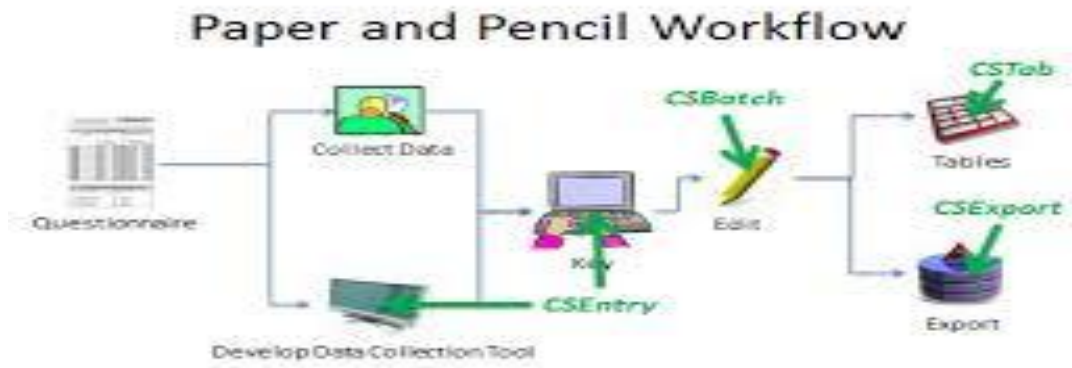 Paper and Pencil Workflow
CSTab
CSBatch
Collect Data
Tables
Questionnaire
CSExport
Edit
Key
CSEntry
Export
Develop Data Collection Tool